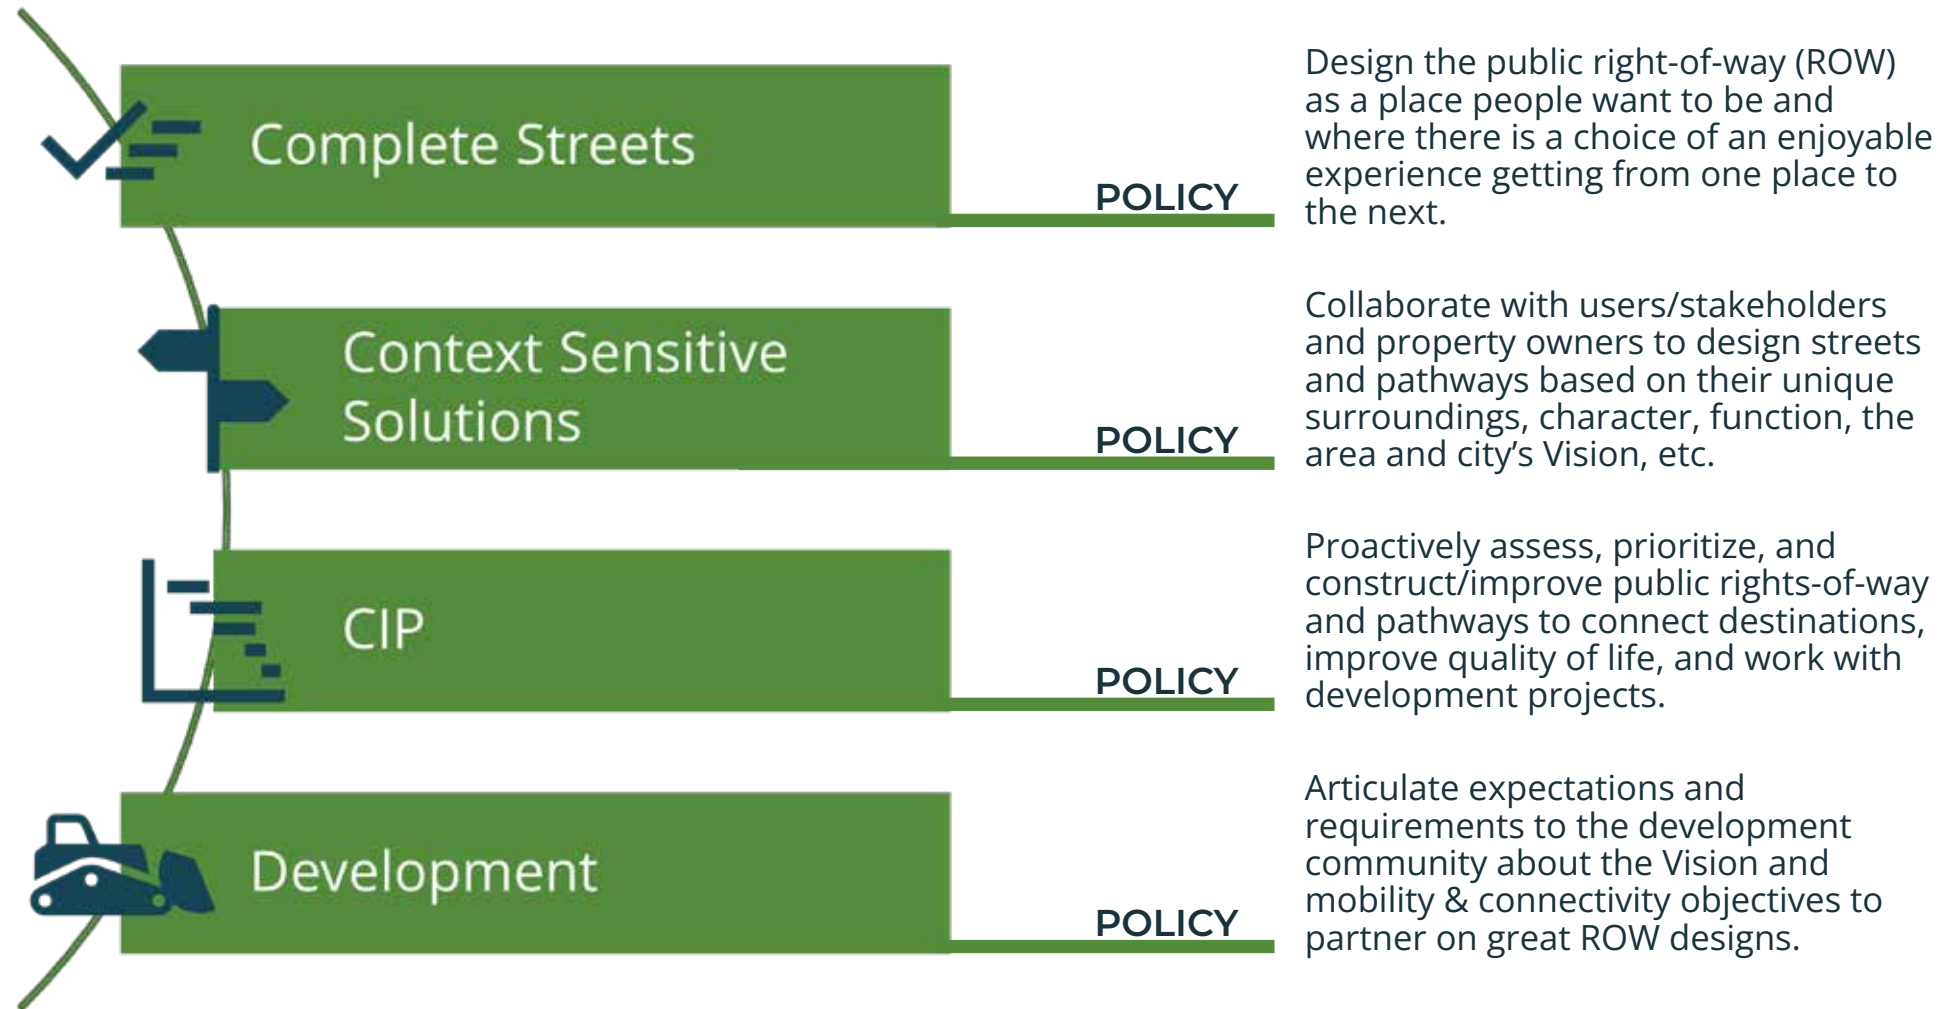 Complete Streets
POLICY
Design the public right-of-way (ROW)
as a place people want to be and
where there is a choice of an enjoyable
experience getting from one place to
the next.
Context Sensitive
Solutions
POLICY
Collaborate with users/stakeholders
and property owners to design streets
and pathways based on their unique
surroundings, character, function, the
area and city’s Vision, etc.
CIP
POLICY
Proactively assess, prioritize, and
construct/improve public rights-of-way
and pathways to connect destinations,
improve quality of life, and work with
development projects.
Development
POLICY
Articulate expectations and
requirements to the development
community about the Vision and
mobility & connectivity objectives to
partner on great ROW designs.